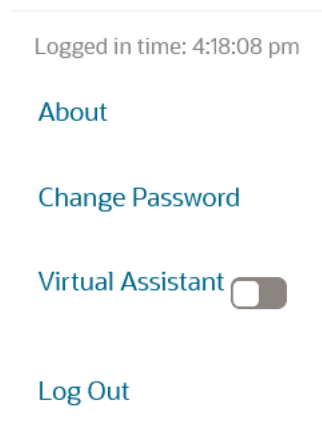 Logged in time: 4:18:08 pm
About
Change Password
Virtual Assistant
Log Out